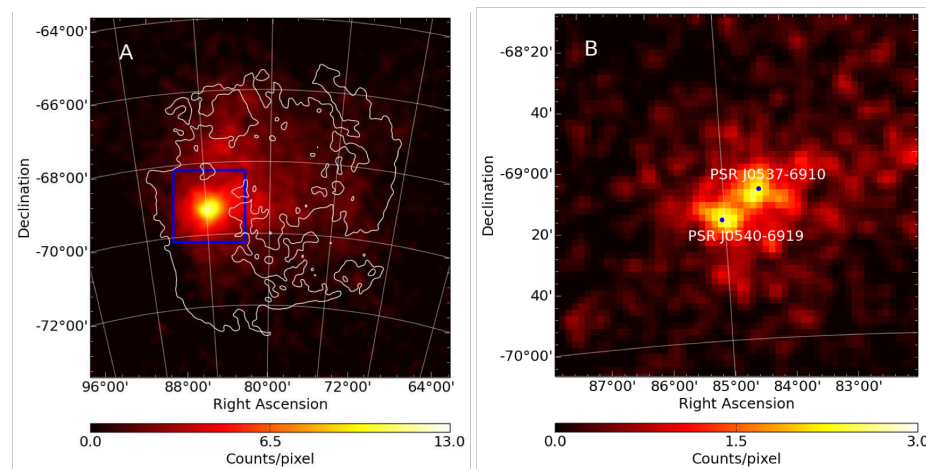 A
-64°00'
-66°00'
-68°00'
-70°00'
-72°00'
Declination
96°00' 88°00' 80°00' 72°00' 64°00'
Right Ascension
0.0 6.5 13.0
Counts/pixel
B
-68°20'
40'
-69°00'
20'
40'
-70°00'
Declination
PSR J0537-6910
PSR J0540-6919
87°00' 86°00' 85°00' 84°00' 83°00'
Right Ascension
0.0 1.5 3.0
Counts/pixel